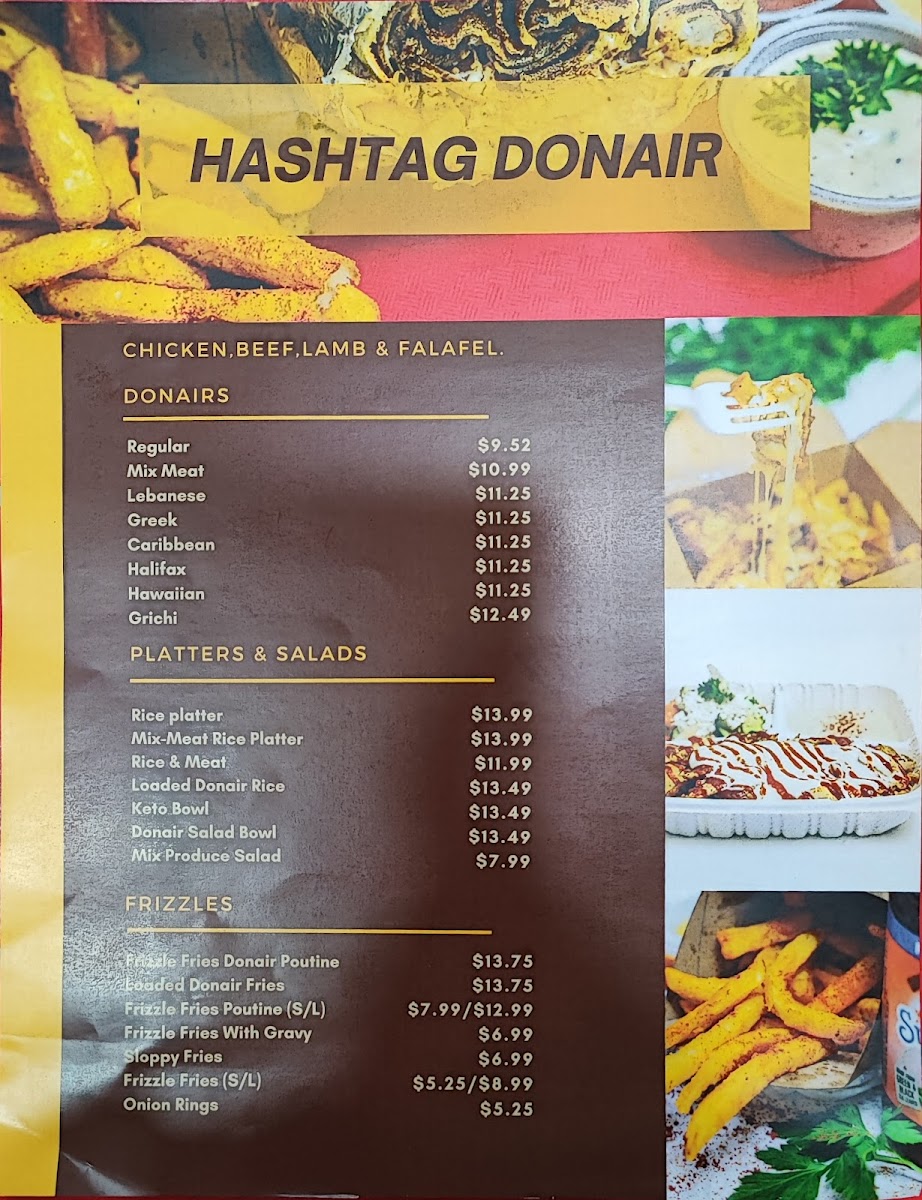 HASHTAG DONAIR
CHICKEN,BEEF,LAMB & FALAFEL.
DONAIRS
Regular $9.52
Mix Meat $10.99
Lebanese $11.25
Greek $11.25
Caribbean $11.25
Halifax $11.25
Hawaiian $11.25
Grichi $12.49
PLATTERS & SALADS
Rice platter $13.99
Mix-Meat Rice Platter $13.99
Rice & Meat $11.99
Loaded Donair Rice $13.49
Keto Bowl $13.49
Donair Salad Bowl $13.49
Mix Produce Salad $7.99
FRIZZLES
Frizzle Fries Donair Poutine $13.75
Loaded Donair Fries $13.75
Frizzle Fries Poutine (S/L) $7.99/$12.99
Frizzle Fries With Gravy $6.99
Sloppy Fries $6.99
Frizzle Fries (S/L) $5.25/$8.99
Onion Rings $5.25